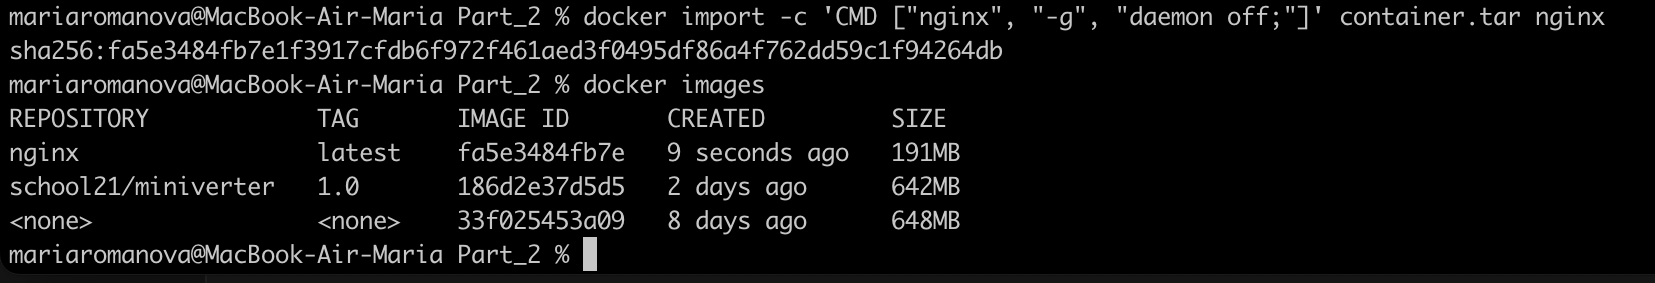 mariaromanova@MacBook-Air-Maria Part_2 % docker import -c 'CMD ["nginx", "-g", "daemon off;"]' container.tar nginx
sha256:fa5e3484fb7e1f3917cfdb6f972f461aed3f0495df86a4f762dd59c1f94264db
mariaromanova@MacBook-Air-Maria Part_2 % docker images
REPOSITORY TAG IMAGE ID CREATED SIZE
nginx latest fa5e3484fb7e 9 seconds ago 191MB
school21/miniverter 1.0 186d2e37d5d5 2 days ago 642MB
<none> <none> 33f025453a09 8 days ago 648MB
mariaromanova@MacBook-Air-Maria Part_2 %